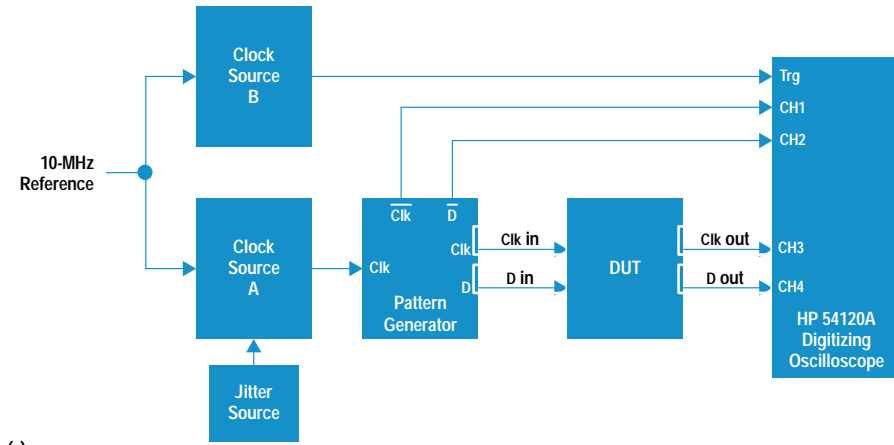 Clock
Source
B
Trg
CH1
CH2
10-MHz
Reference
Clk
D
Clock
Source
A
Clk
Clk
D
Pattern
Generator
Clk in
D in
DUT
Clk out
D out
CH3
CH4
HP 54120A
Digitizing
Oscilloscope
Jitter
Source